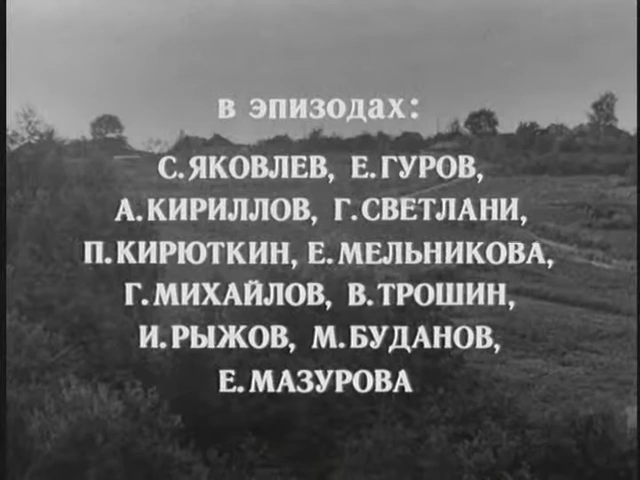 в эпизодах:
С. ЯКОВЛЕВ, Е. ГУРОВ,
А. КИРИЛЛОВ, Г. СВЕТЛАНИ,
П. КИРЮТКИН, Е. МЕЛЬНИКОВА,
Г. МИХАЙЛОВ, В. ТРОШИН,
И. РЫЖОВ, М. БУДАНОВ,
Е. МАЗУРОВА